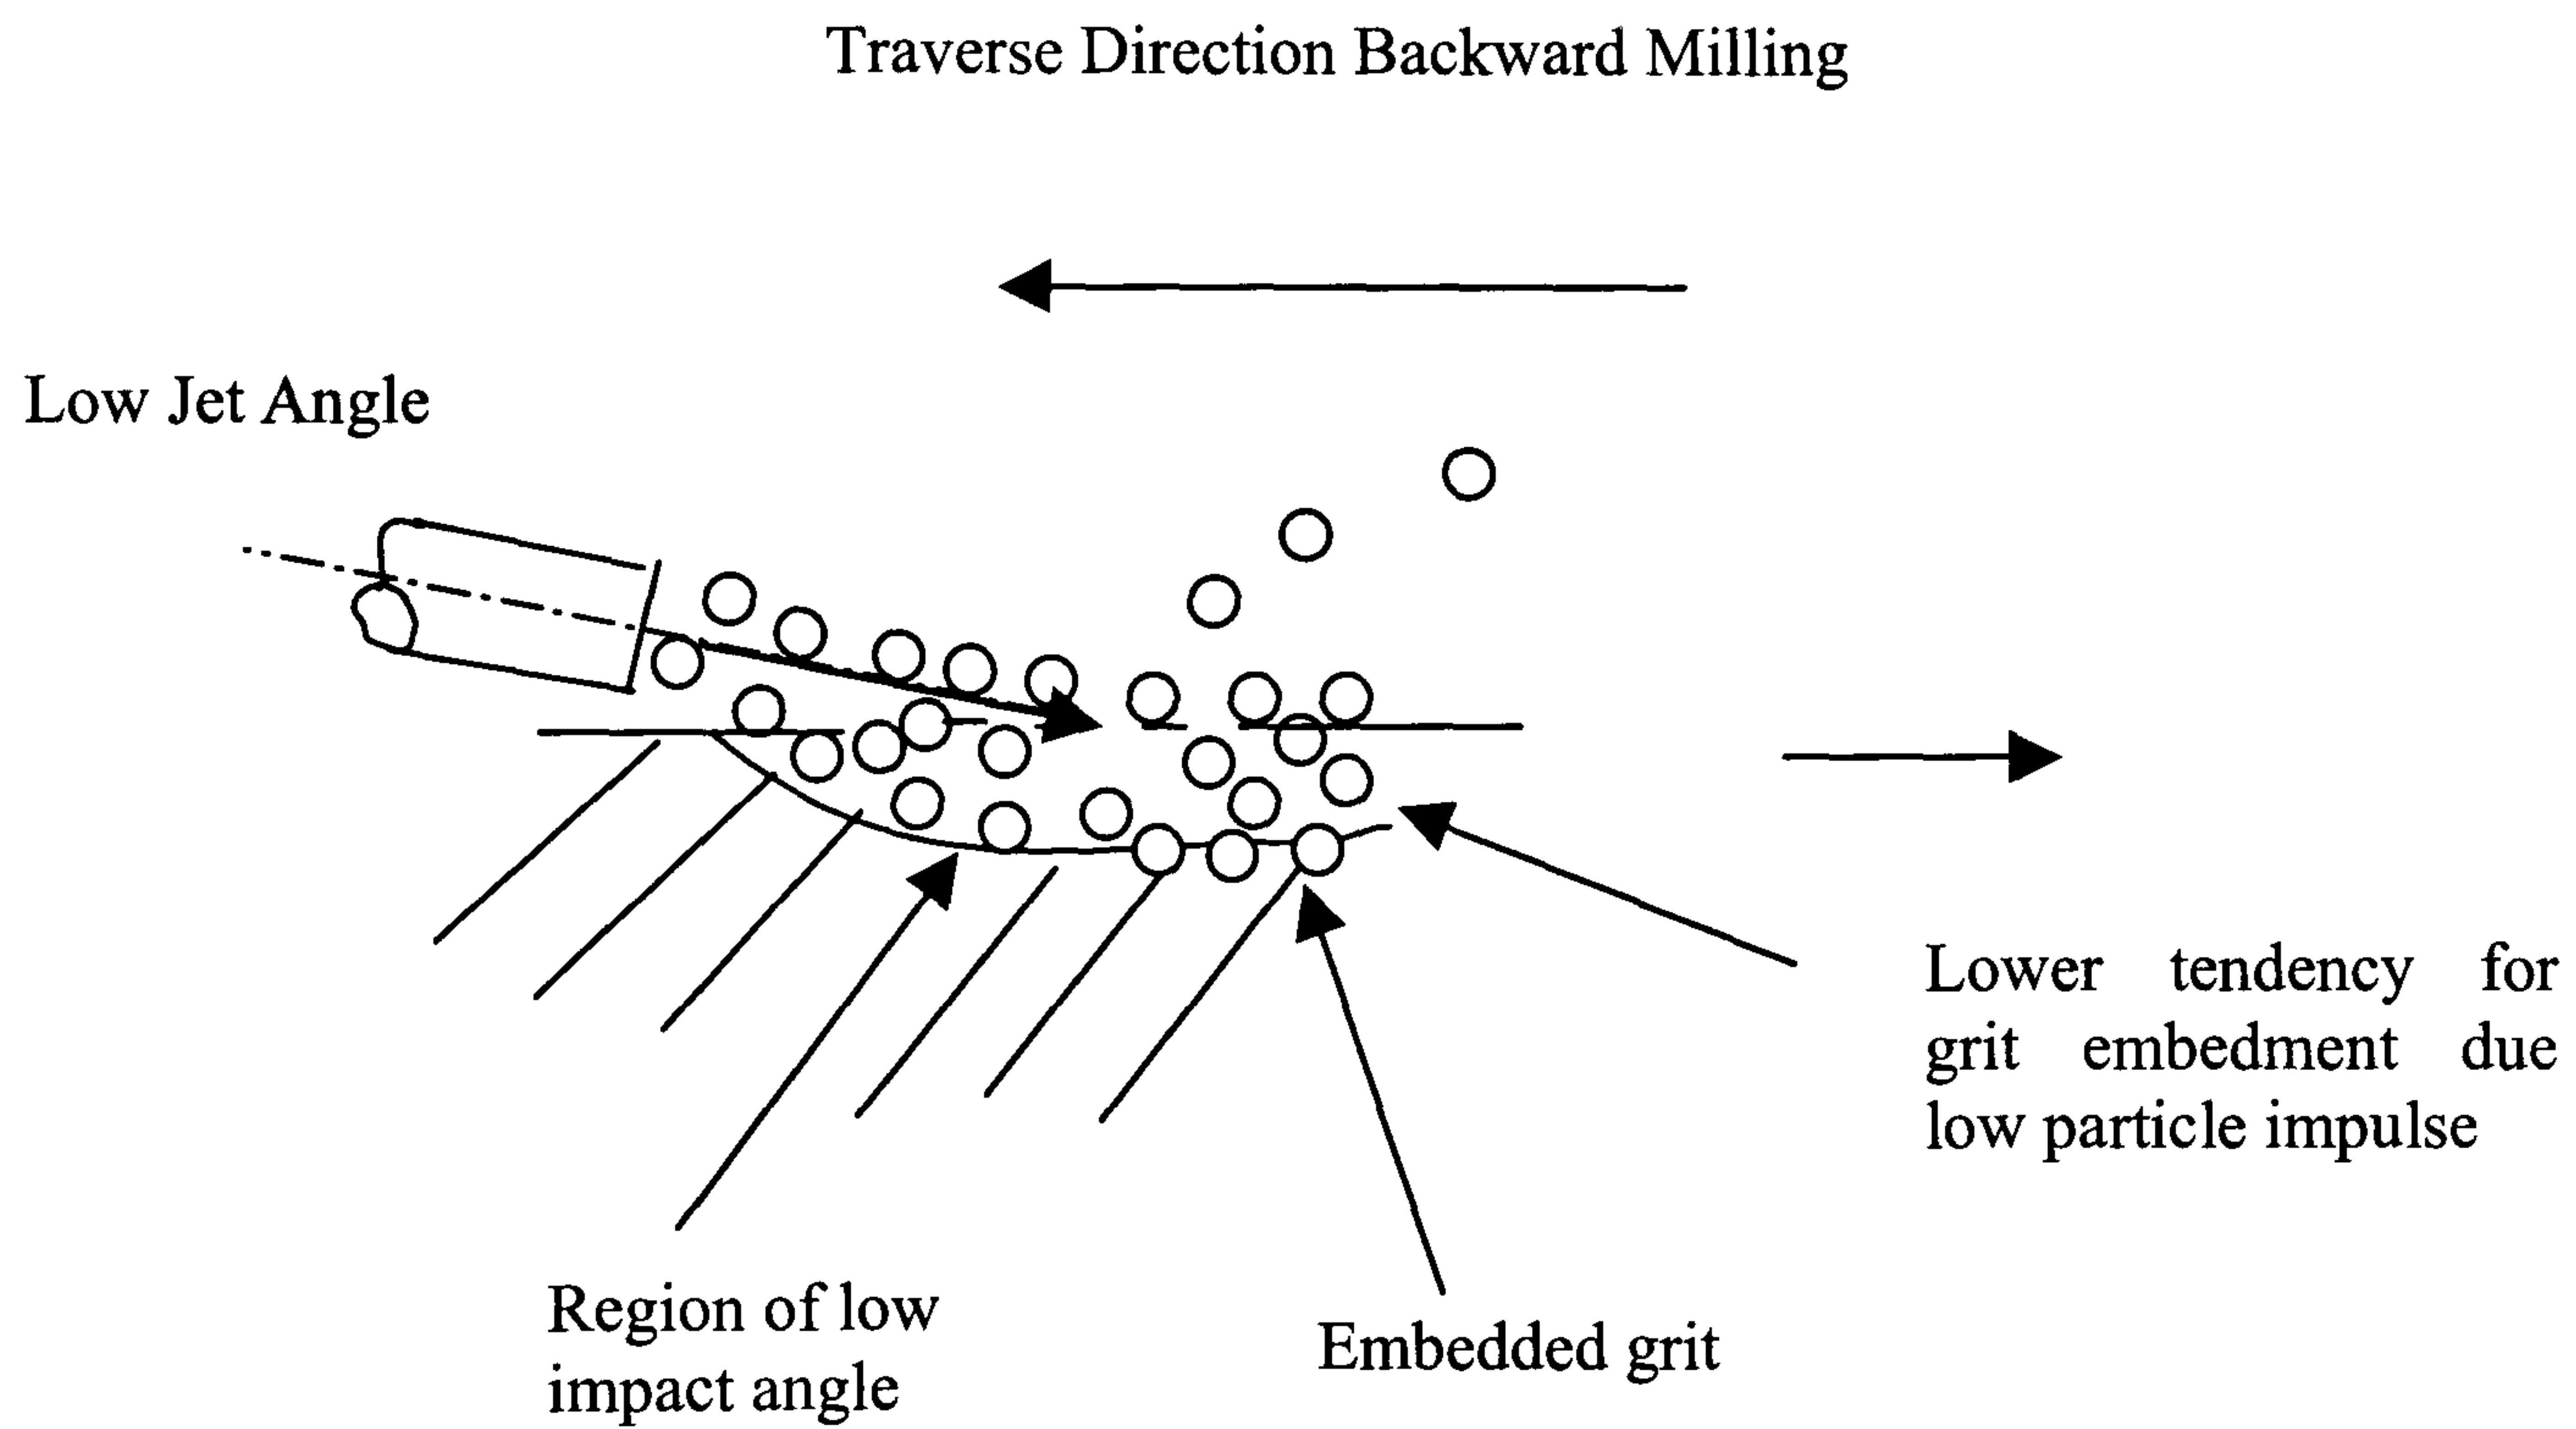 Traverse Direction Backward Milling
Low Jet Angle
Lower tendency for
grit embedment due
low particle impulse
Region of low
impact angle
Embedded grit